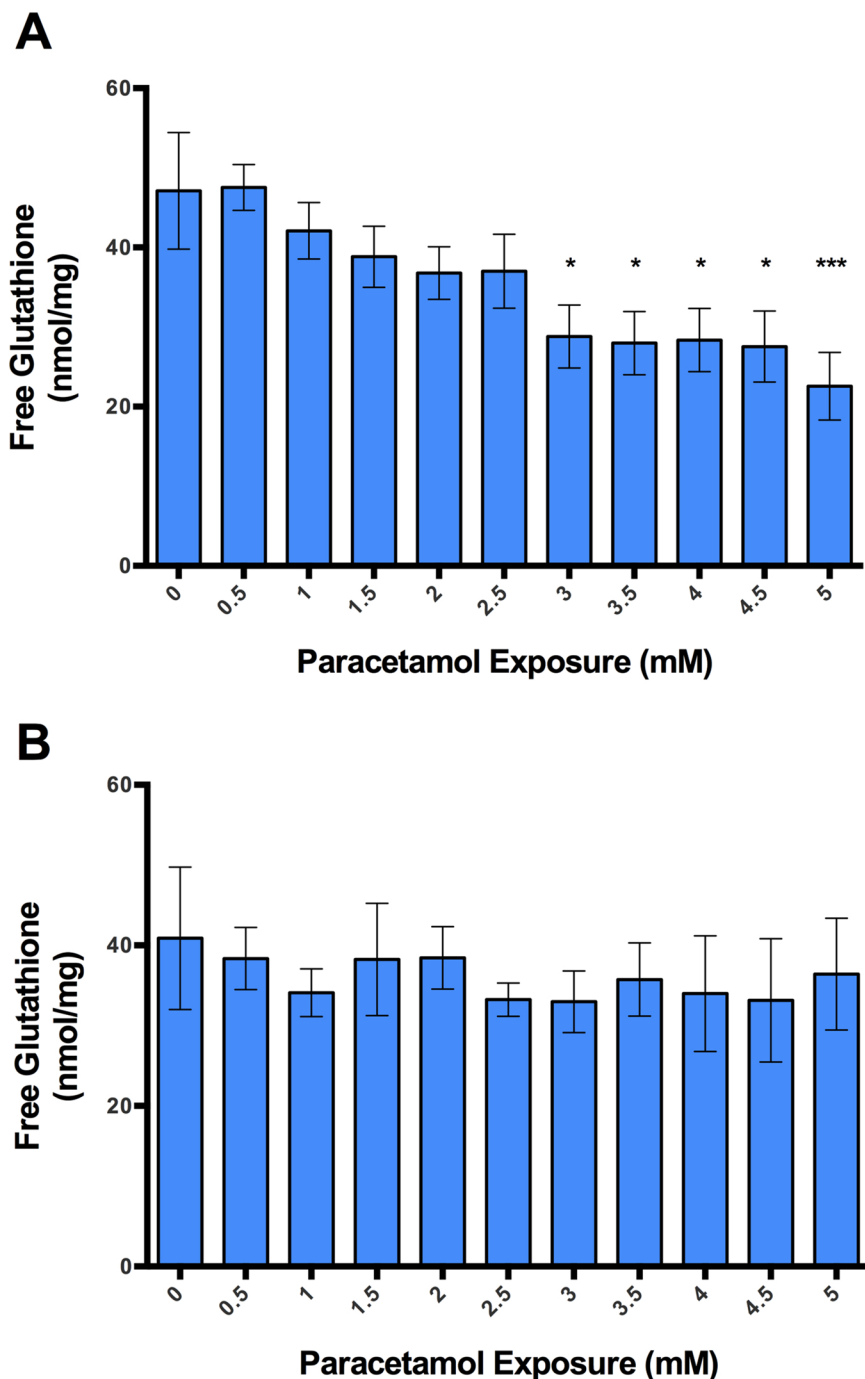 A
60
40
20
0
Free Glutathione
(nmol/mg)
* * * * ***
0 0.5 1 1.5 2 2.5 3 3.5 4 4.5 5
Paracetamol Exposure (mM)
B
60
40
20
0
Free Glutathione
(nmol/mg)
0 0.5 1 1.5 2 2.5 3 3.5 4 4.5 5
Paracetamol Exposure (mM)